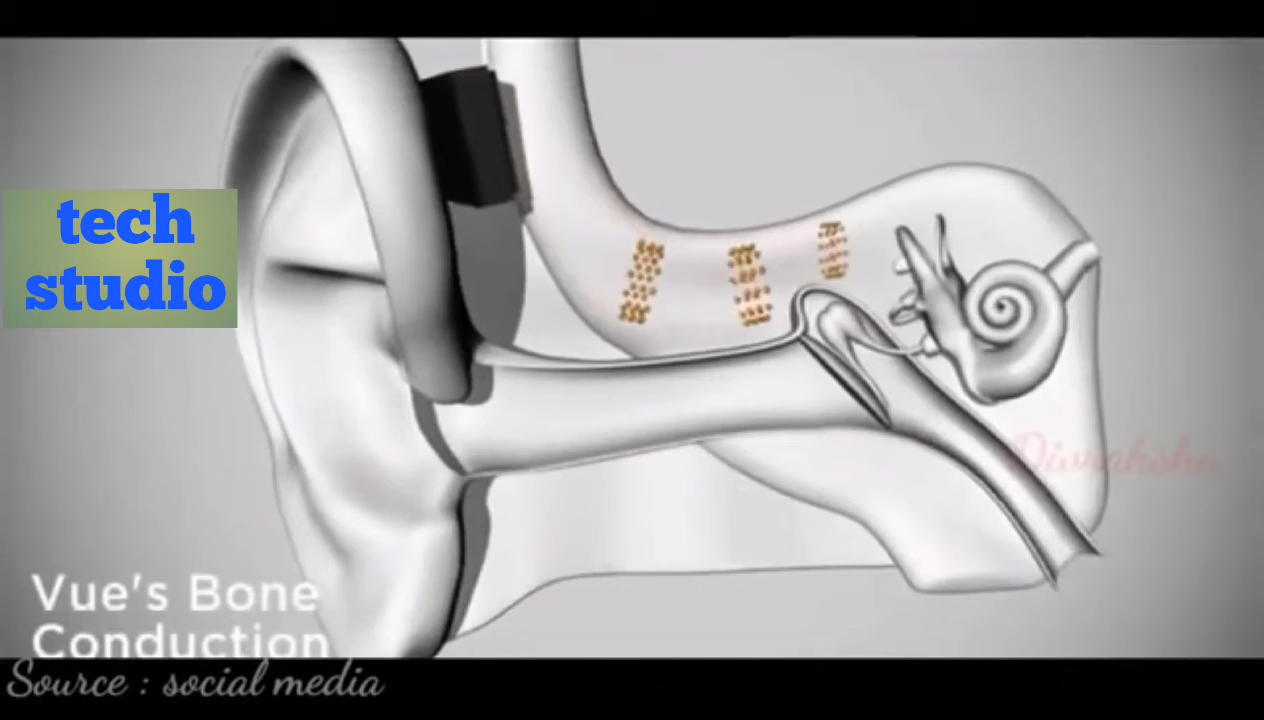 tech
studio
Vue's Bone
Conduction
Source : social media